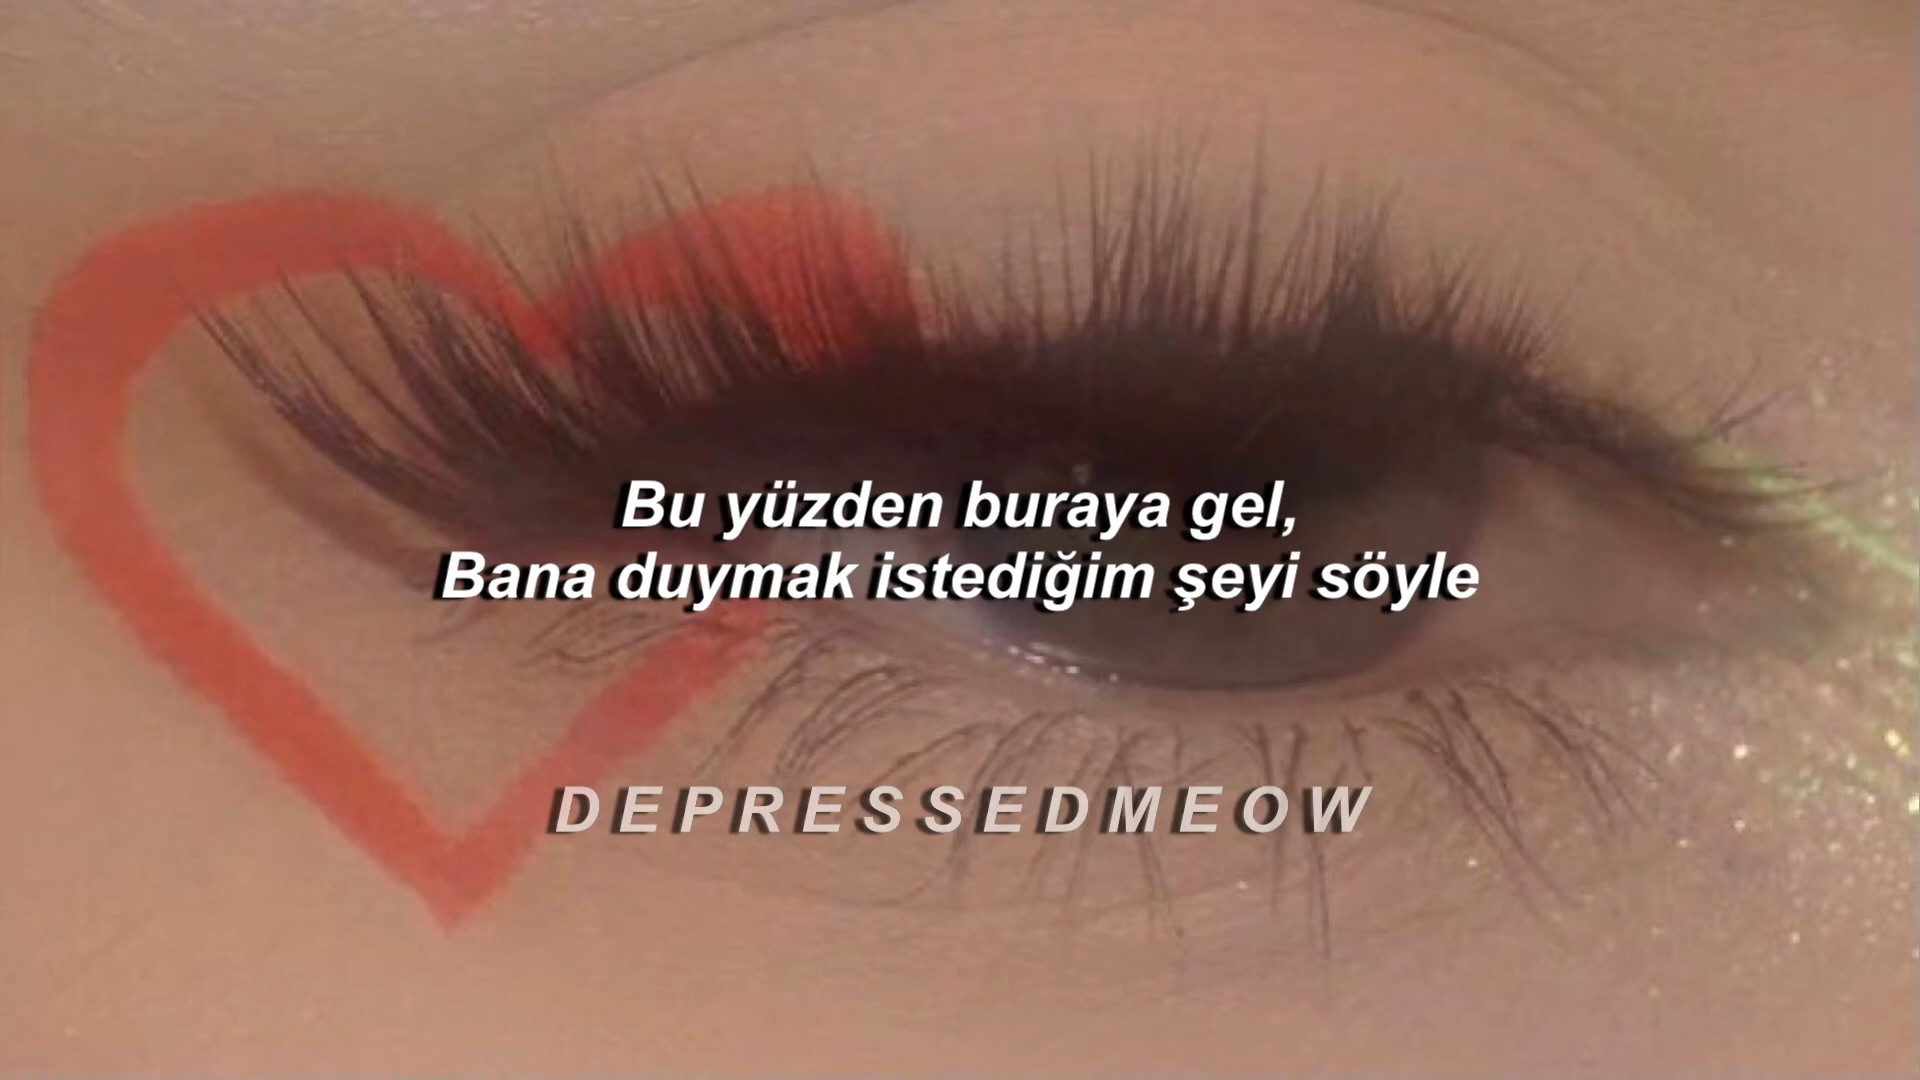 Bu yüzden buraya gel,
Bana duymak istediğim şeyi söyle
DEPRESSEDMEOW